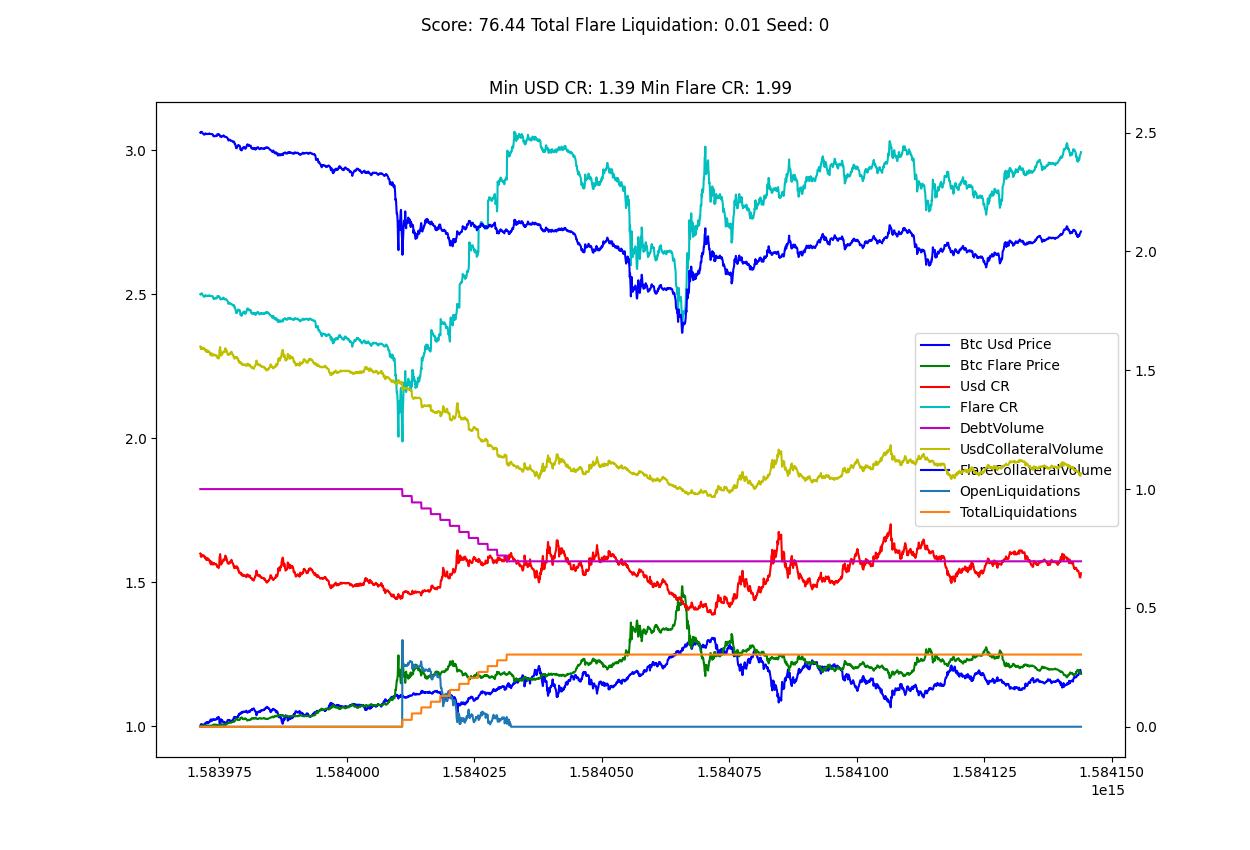 Score: 76.44 Total Flare Liquidation: 0.01 Seed: 0
Min USD CR: 1.39 Min Flare CR: 1.99
3.0
2.5
2.0
1.5
1.0
2.5
2.0
1.5
1.0
0.5
0.0
Btc Usd Price
Btc Flare Price
Usd CR
Flare CR
DebtVolume
UsdCollateralVolume
FlareCollateralVolume
OpenLiquidations
TotalLiquidations
1.583975 1.584000 1.584025 1.584050 1.584075 1.584100 1.584125 1.584150
1e15